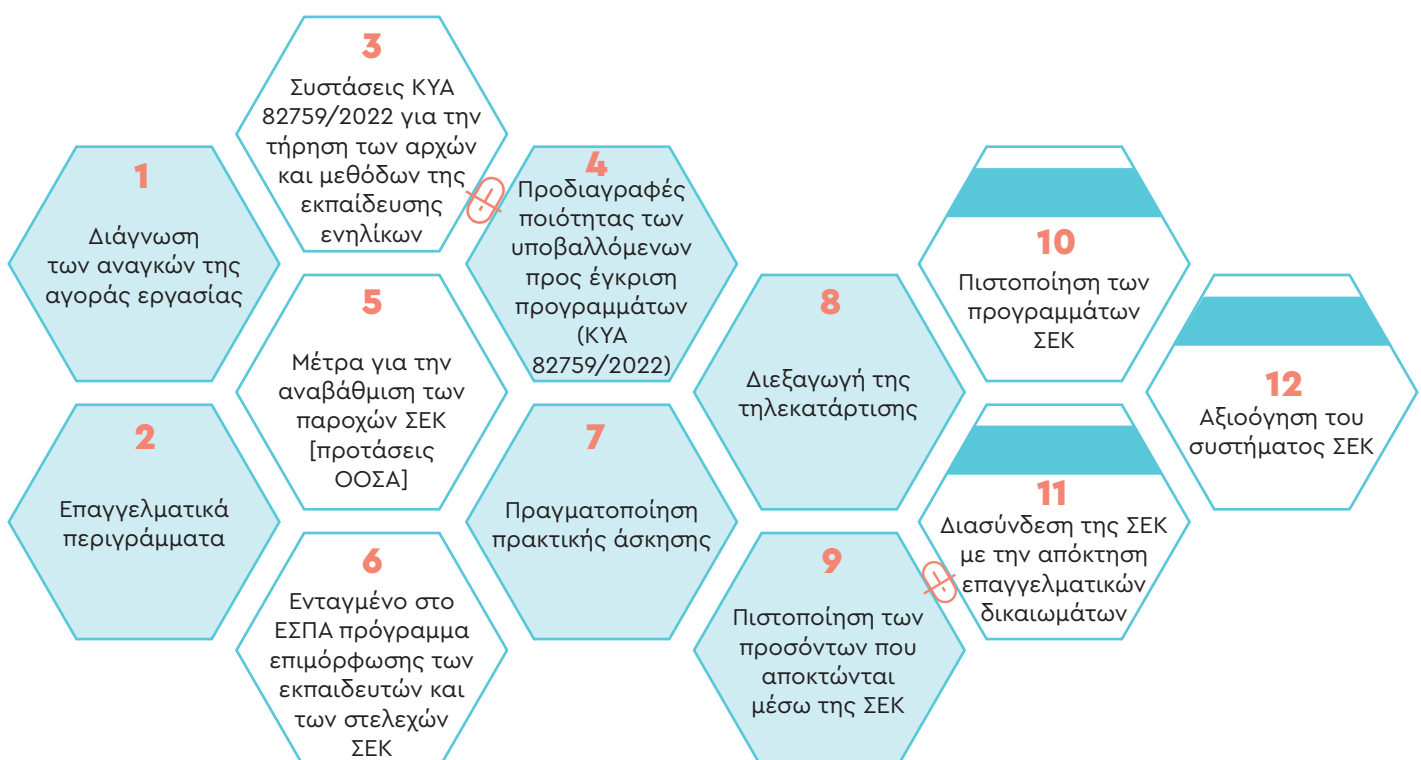 1
Διάγνωση
των αναγκών της
αγοράς εργασίας
2
Επαγγελματικά
περιγράμματα
3
Συστάσεις ΚΥΑ
82759/2022 για την
τήρηση των αρχών
και μεθόδων της
εκπαίδευσης
ενηλίκων
4
Προδιαγραφές
ποιότητας των
υποβαλλόμενων
προς έγκριση
προγραμμάτων
(ΚΥΑ
82759/2022)
5
Μέτρα για την
αναβάθμιση των
παροχών ΣΕΚ
[προτάσεις
ΟΟΣΑ]
6
Ενταγμένο στο
ΕΣΠΑ πρόγραμμα
επιμόρφωσης των
εκπαιδευτών και
των στελεχών
ΣΕΚ
7
Πραγματοποίηση
πρακτικής άσκησης
8
Διεξαγωγή της
τηλεκατάρτισης
9
Πιστοποίηση των
προσόντων που
αποκτώνται
μέσω της ΣΕΚ
10
Πιστοποίηση των
προγραμμάτων
ΣΕΚ
11
Διασύνδεση της ΣΕΚ
με την απόκτηση
επαγγελματικών
δικαιωμάτων
12
Αξιοόγηση του
συστήματος ΣΕΚ